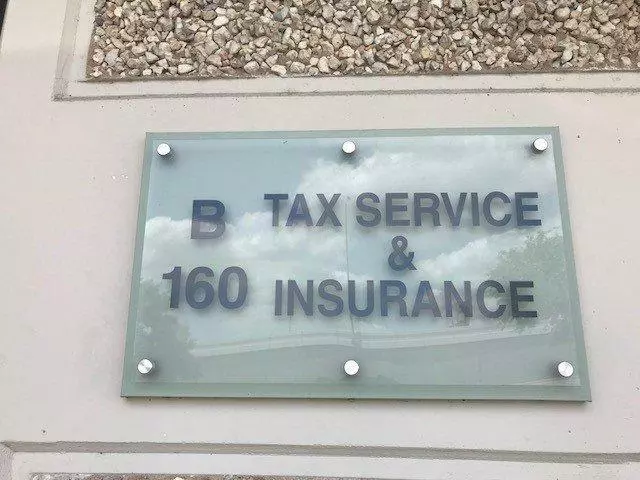 B TAX SERVICE
&
160 INSURANCE